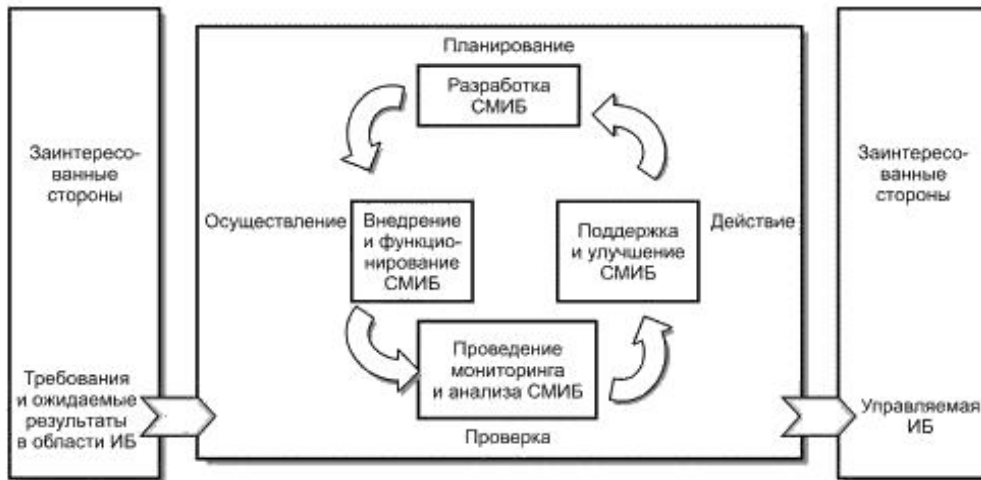 Заинтересо-
ванные
стороны
Требования
и ожидаемые
результаты
в области ИБ
Планирование
Разработка
СМИБ
Осуществление
Внедрение
и функцио-
нирование
СМИБ
Поддержка
и улучшение
СМИБ
Действие
Проведение
мониторинга
и анализа СМИБ
Проверка
Заинтересо-
ванные
стороны
Управляемая
ИБ